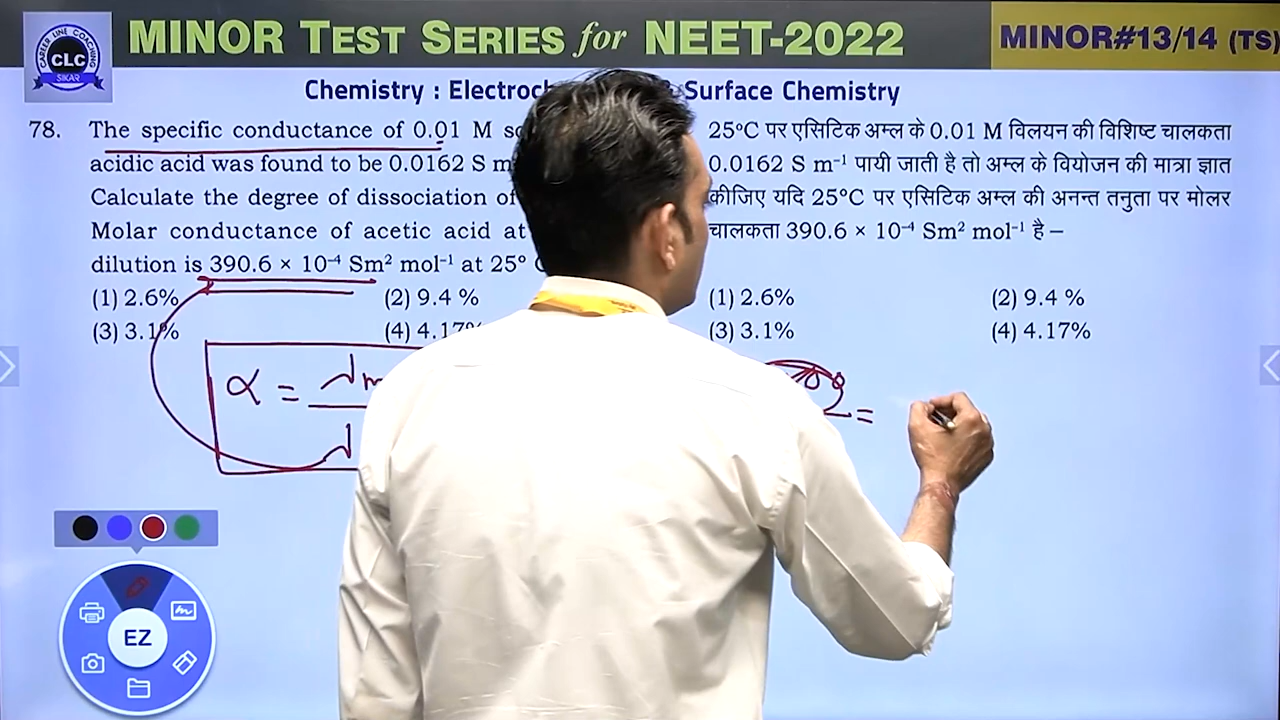 CAREER LINE COACHING
CLC
SIKAR
MINOR TEST SERIES for NEET-2022
MINOR#13/14 (TS)
Chemistry : Surface Chemistry
78. The specific conductance of 0.01 M
acidic acid was found to be 0.0162 S
Calculate the degree of dissociation of
Molar conductance of acetic acid at
dilution is 390.6 × 10⁻⁴ Sm² mol⁻¹ at 25°
(1) 2.6% (2) 9.4 %
(3) 3.1% (4) 4.17%
25°C पर एसिटिक अम्ल के 0.01 M विलयन की विशिष्ट चालकता
0.0162 S m⁻¹ पायी जाती है तो अम्ल के वियोजन की मात्रा ज्ञात
कीजिए यदि 25°C पर एसिटिक अम्ल की अनन्त तनुता पर मोलर
चालकता 390.6 × 10⁻⁴ Sm² mol⁻¹ है –
(1) 2.6% (2) 9.4 %
(3) 3.1% (4) 4.17%
α =
=
EZ